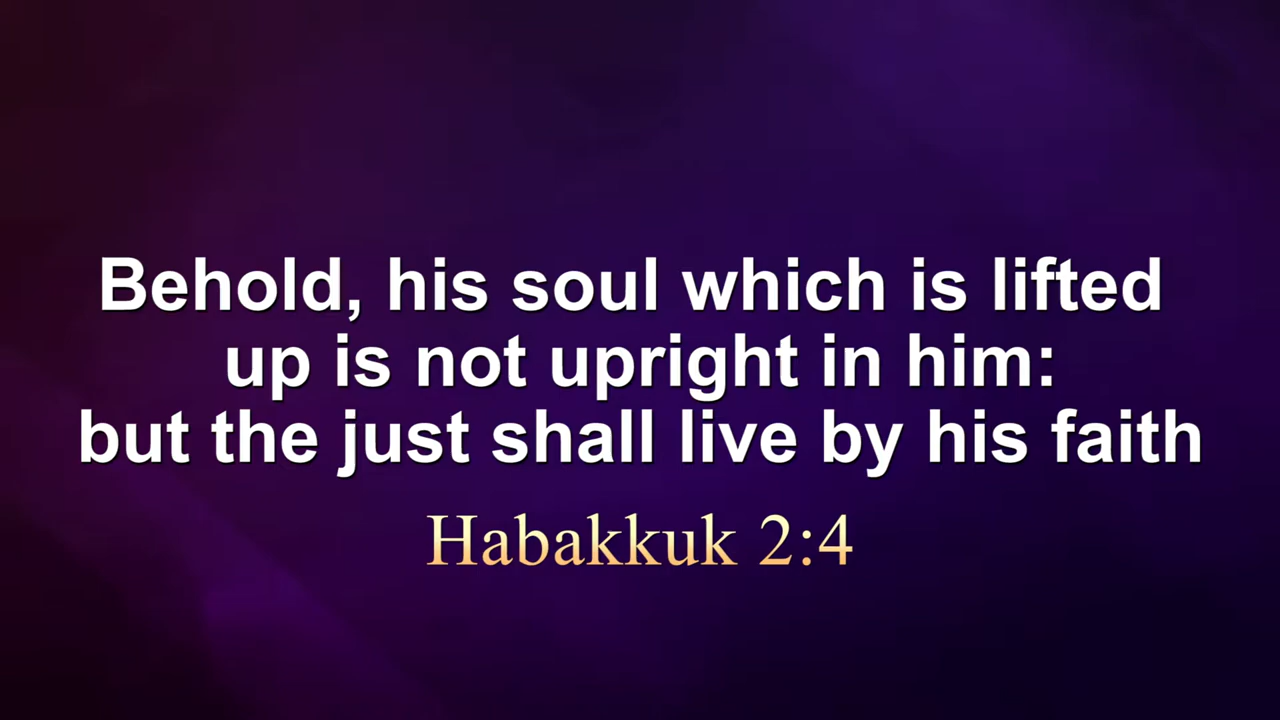 Behold, his soul which is lifted
up is not upright in him:
but the just shall live by his faith
Habakkuk 2:4